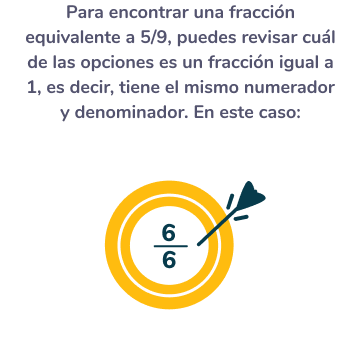 Para encontrar una fracción
equivalente a 5/9, puedes revisar cuál
de las opciones es un fracción igual a
1, es decir, tiene el mismo numerador
y denominador. En este caso:
6
6